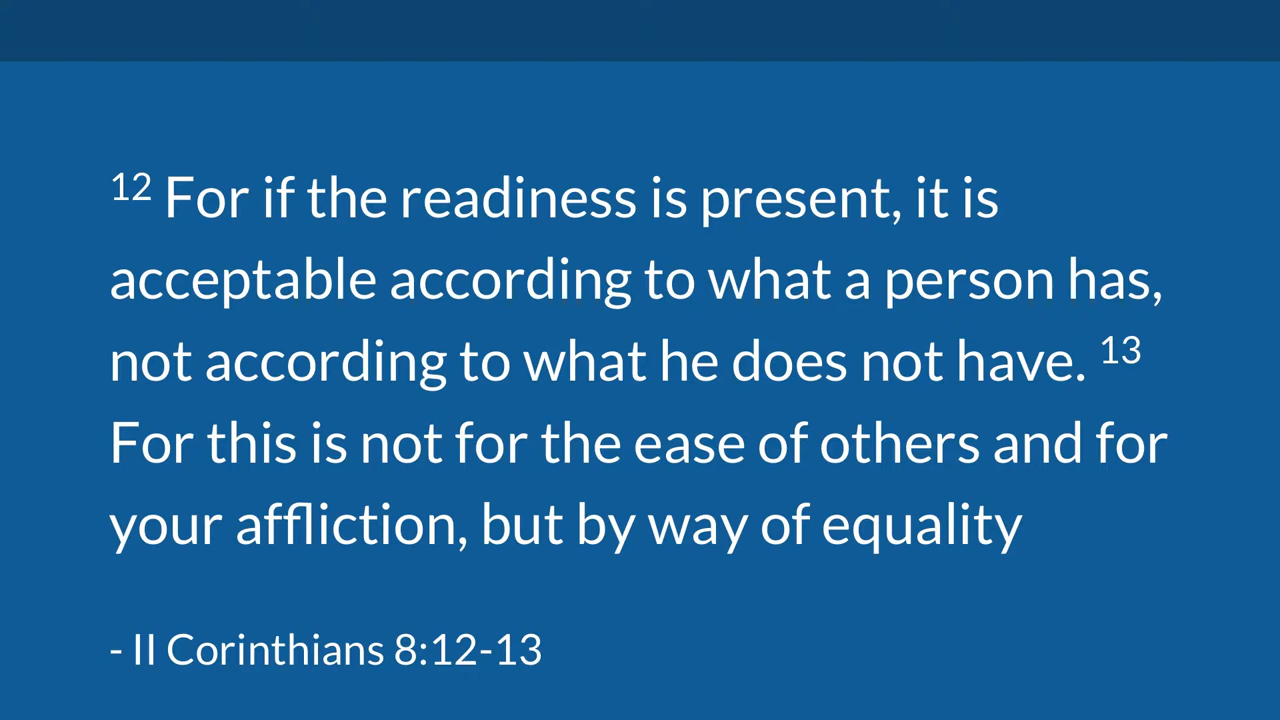 12 For if the readiness is present, it is
acceptable according to what a person has,
not according to what he does not have. 13
For this is not for the ease of others and for
your affliction, but by way of equality
- II Corinthians 8:12-13